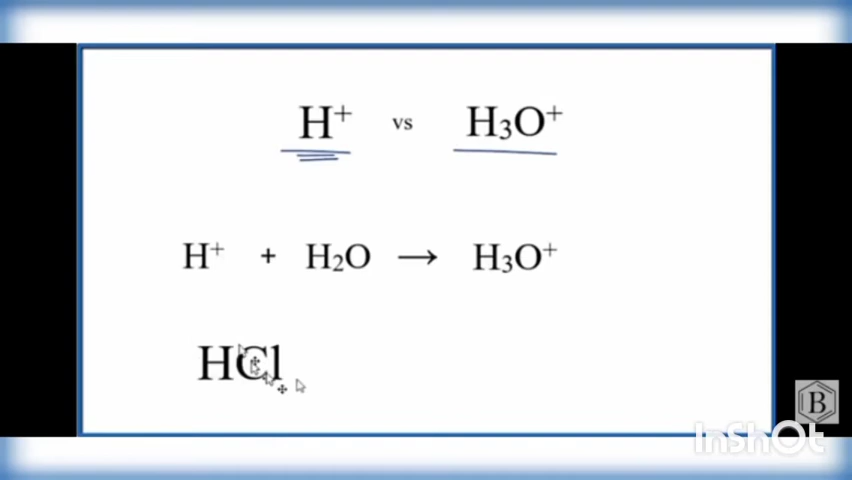 H⁺ vs H₃O⁺
H⁺ + H₂O → H₃O⁺
HCl
B
InShOt